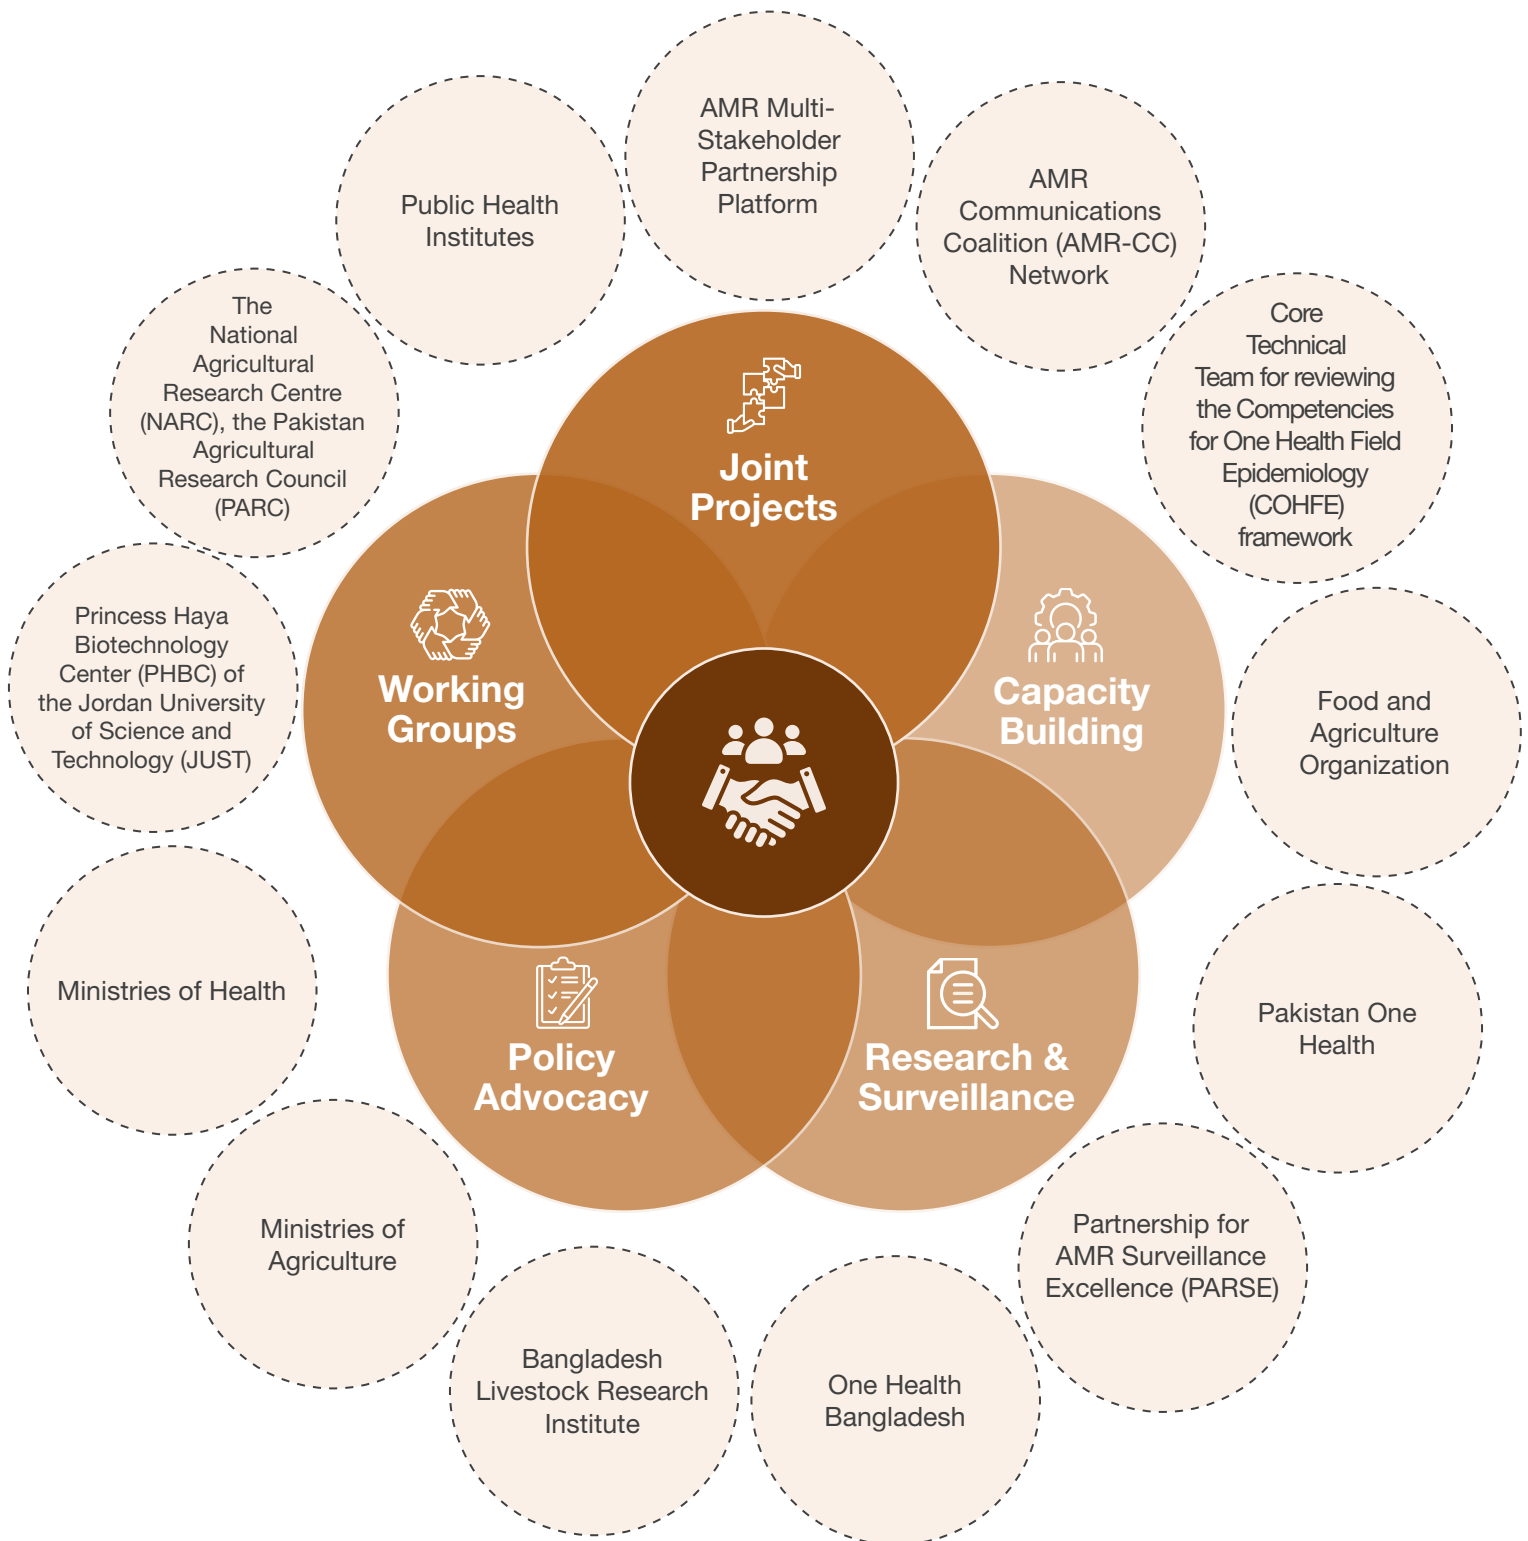 AMR Multi-
Stakeholder
Partnership
Platform
AMR
Communications
Coalition (AMR-CC)
Network
Core
Technical
Team for reviewing
the Competencies
for One Health Field
Epidemiology
(COHFE)
framework
Food and
Agriculture
Organization
Pakistan One
Health
Partnership for
AMR Surveillance
Excellence (PARSE)
One Health
Bangladesh
Bangladesh
Livestock Research
Institute
Ministries of
Agriculture
Ministries of Health
Princess Haya
Biotechnology
Center (PHBC) of
the Jordan University
of Science and
Technology (JUST)
The
National
Agricultural
Research Centre
(NARC), the Pakistan
Agricultural
Research Council
(PARC)
Public Health
Institutes
Joint
Projects
Capacity
Building
Research &
Surveillance
Policy
Advocacy
Working
Groups